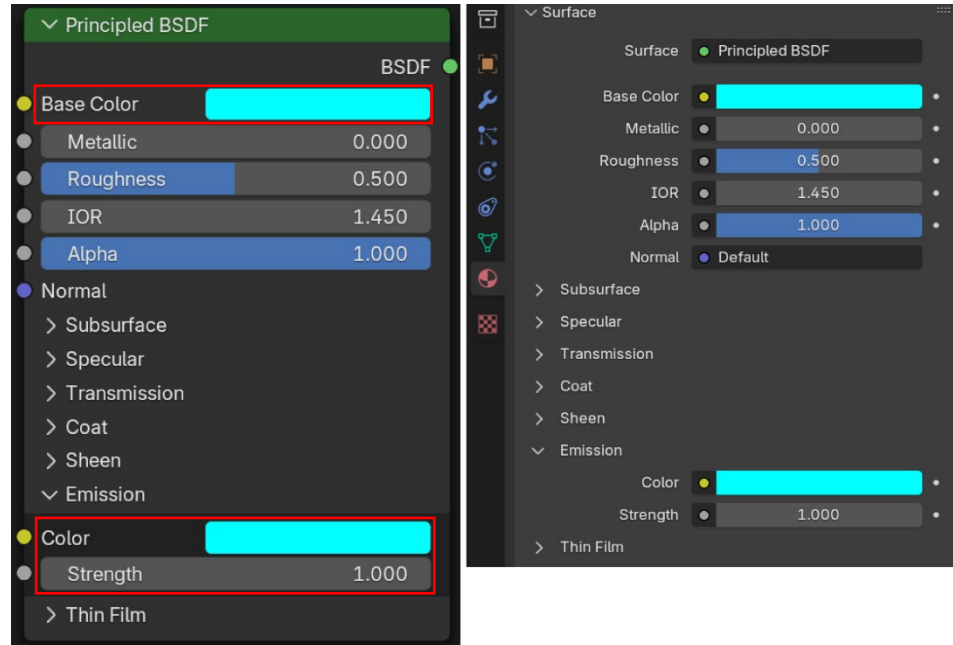 Principled BSDF
BSDF
Base Color
Metallic 0.000
Roughness 0.500
IOR 1.450
Alpha 1.000
Normal
Subsurface
Specular
Transmission
Coat
Sheen
Emission
Color
Strength 1.000
Thin Film
Surface
Surface Principled BSDF
Base Color
Metallic 0.000
Roughness 0.500
IOR 1.450
Alpha 1.000
Normal Default
Subsurface
Specular
Transmission
Coat
Sheen
Emission
Color
Strength 1.000
Thin Film